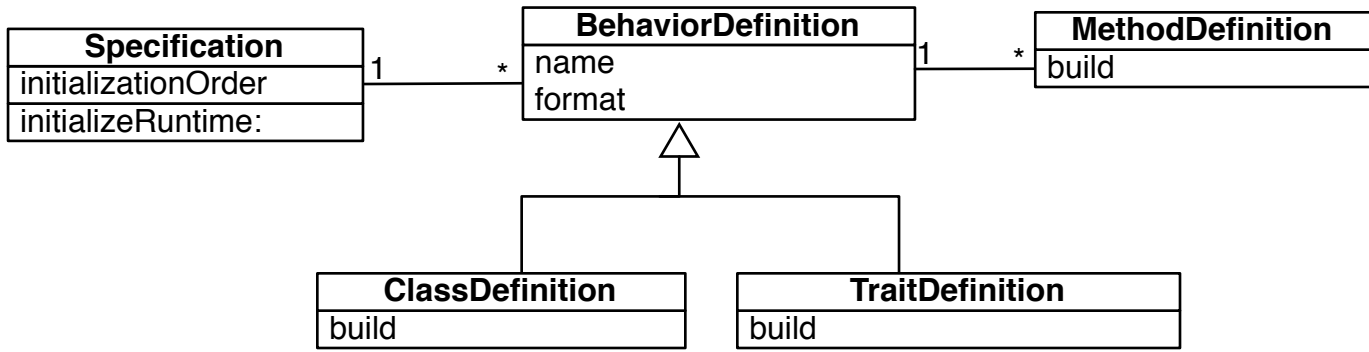 Specification
initializationOrder
initializeRuntime:
1
*
BehaviorDefinition
name
format
1
*
MethodDefinition
build
ClassDefinition
build
TraitDefinition
build